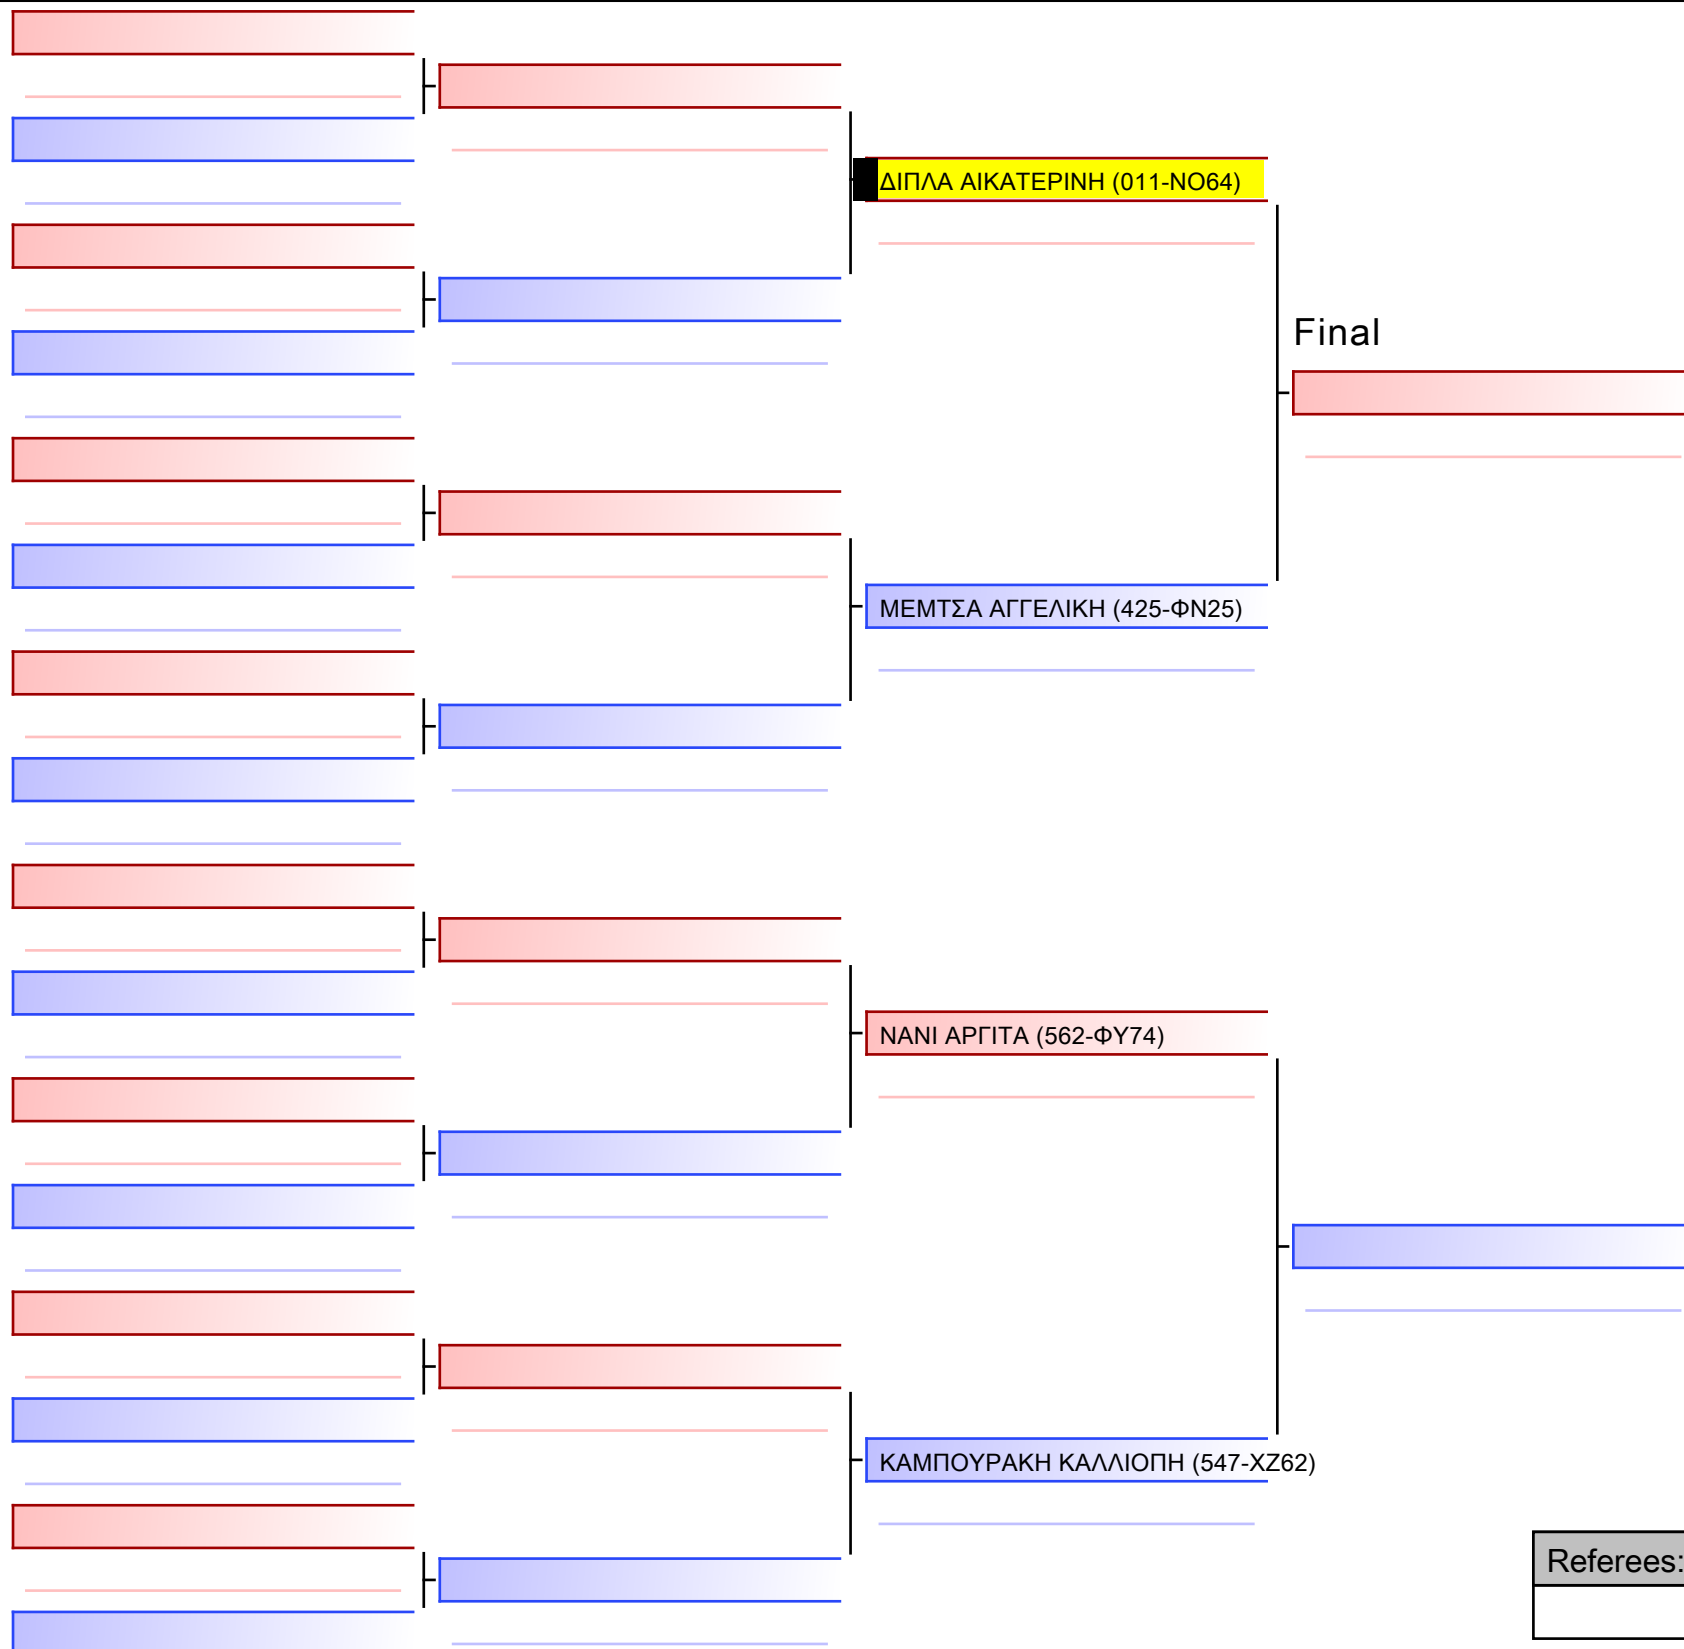 ΔΙΠΛΑ ΑΙΚΑΤΕΡΙΝΗ (011-ΝΟ64)
Final
ΜΕΜΤΣΑ ΑΓΓΕΛΙΚΗ (425-ΦΝ25)
ΝΑΝΙ ΑΡΓΙΤΑ (562-ΦΥ74)
ΚΑΜΠΟΥΡΑΚΗ ΚΑΛΛΙΟΠΗ (547-ΧΖ62)
Referees: